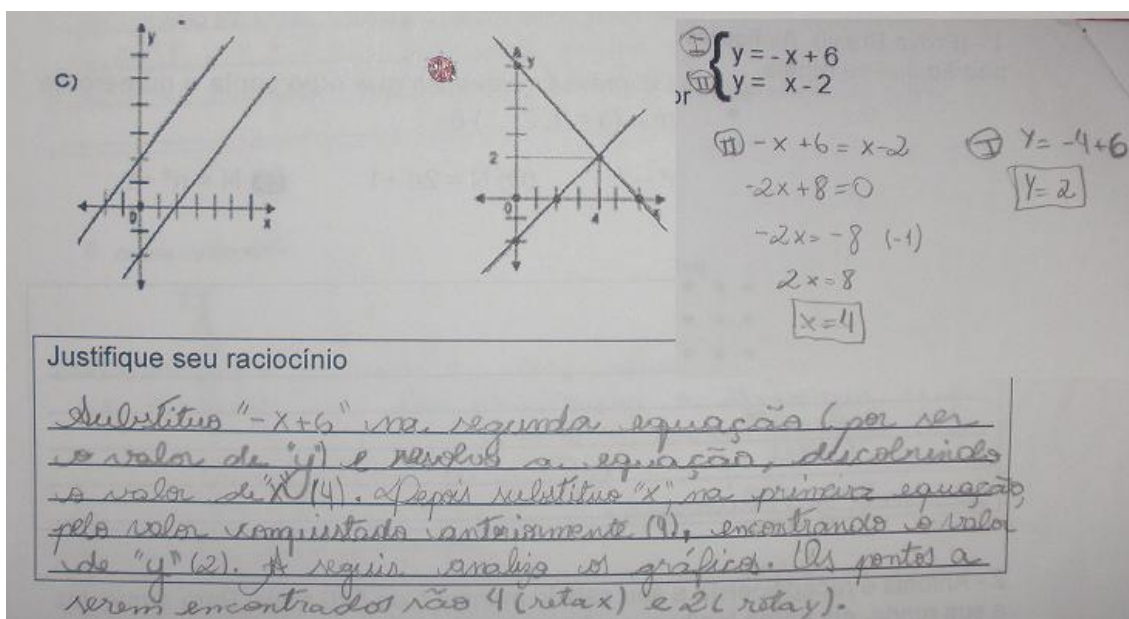 C)
y
0
x
y
2
0
4
x
or
I y = -x + 6
II y = x - 2
II -x + 6 = x - 2
-2x + 8 = 0
-2x = -8 (-1)
2x = 8
x = 4
I y = -4 + 6
y = 2
Justifique seu raciocínio
Substituo "-x+6" na segunda equação (por ser
o valor de "y") e resolvo a equação, descobrindo
o valor de "x" (4). Depois substituo "x" na primeira equação
pelo valor conquistado anteriormente (4), encontrando o valor
de "y" (2). A seguir analiso os gráficos. Os pontos a
serem encontrados são 4 (reta x) e 2 (reta y).